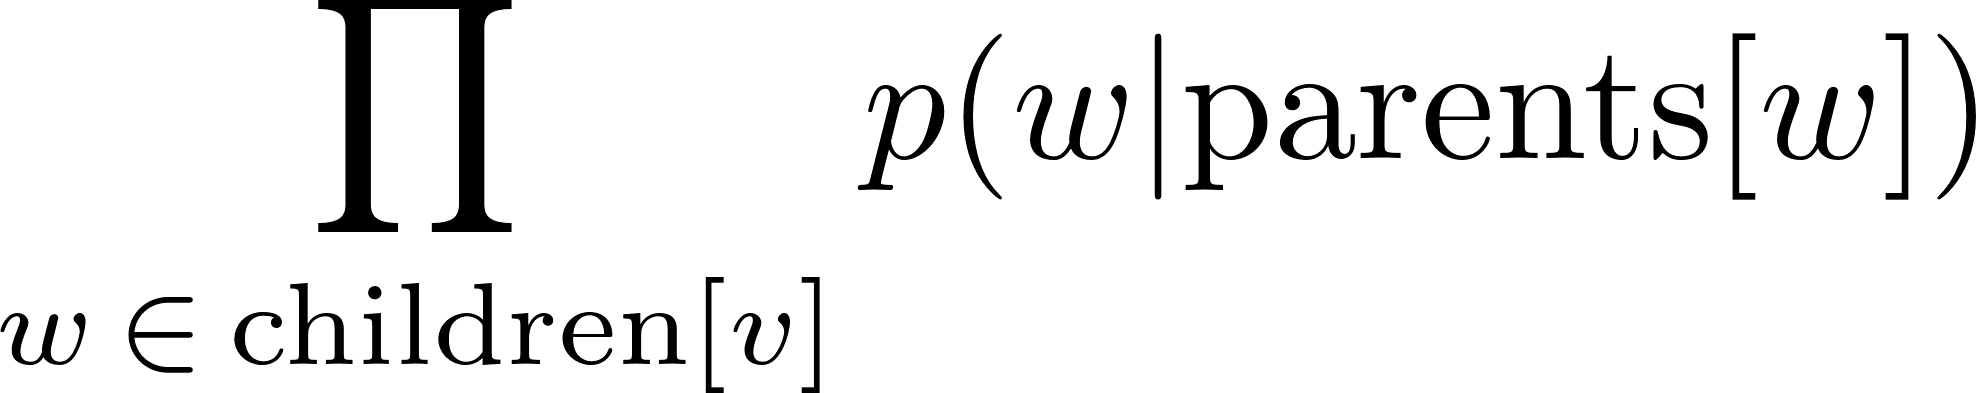 ∏ p(w|parents[w])
w ∈ children[v]